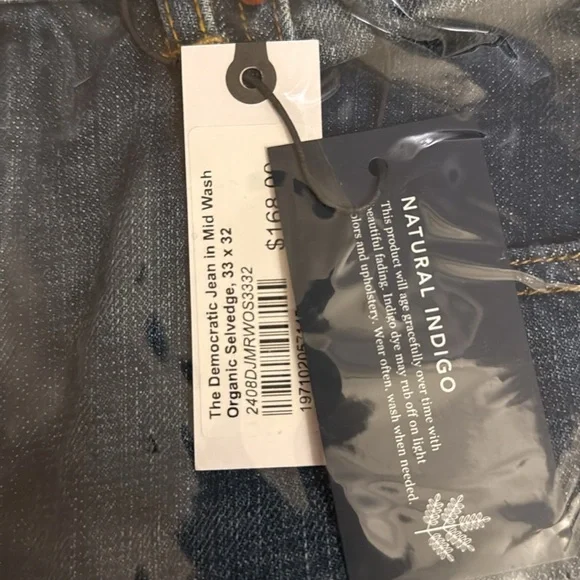 The Democratic Jean in Mid Wash
Organic Selvedge, 33 x 32
2408DJMRWOS3332
$168.00
NATURAL INDIGO
This product will age gracefully over time with
beautiful fading. Indigo dye may rub off on light
colors and upholstery. Wear often, wash when needed.